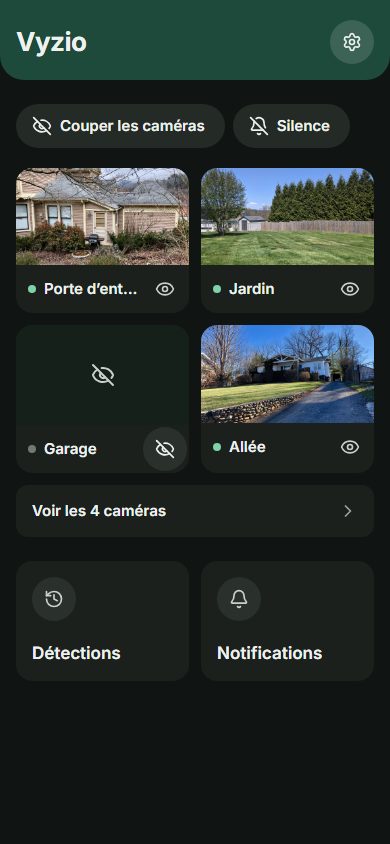 Vyzio
Couper les caméras
Silence
Porte d'ent...
Jardin
Garage
Allée
Voir les 4 caméras
Détections
Notifications